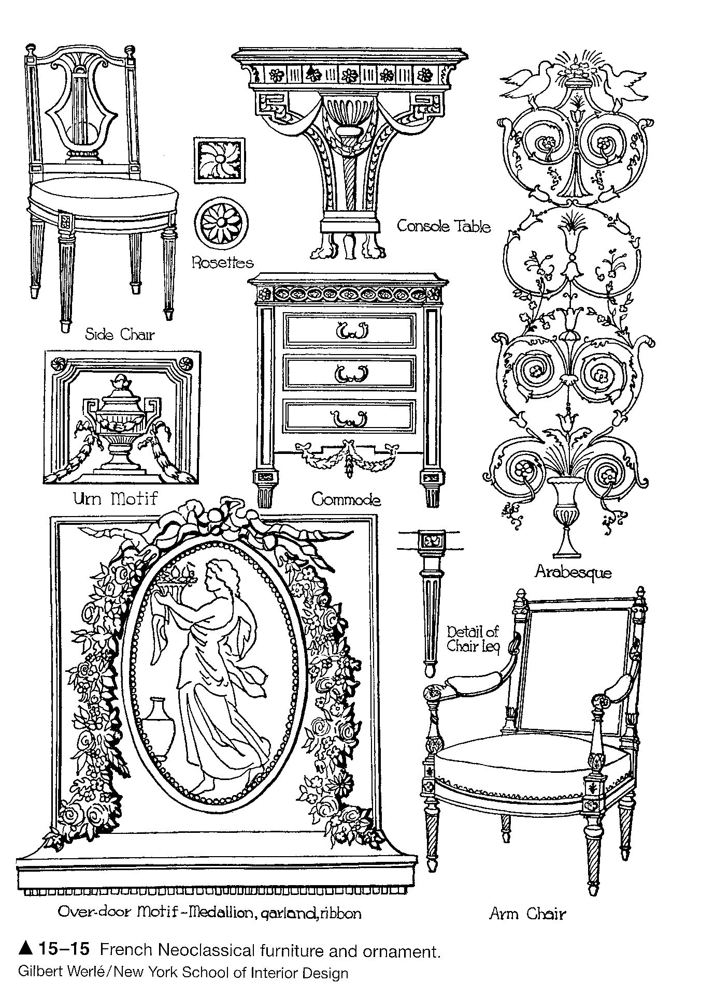 Console Table
Rosettes
Side Chair
Urn Motif
Commode
Arabesque
Detail of
Chair Leg
Over-door Motif-Medallion, garland, ribbon
Arm Chair
▲ 15–15 French Neoclassical furniture and ornament.
Gilbert Werlé/New York School of Interior Design